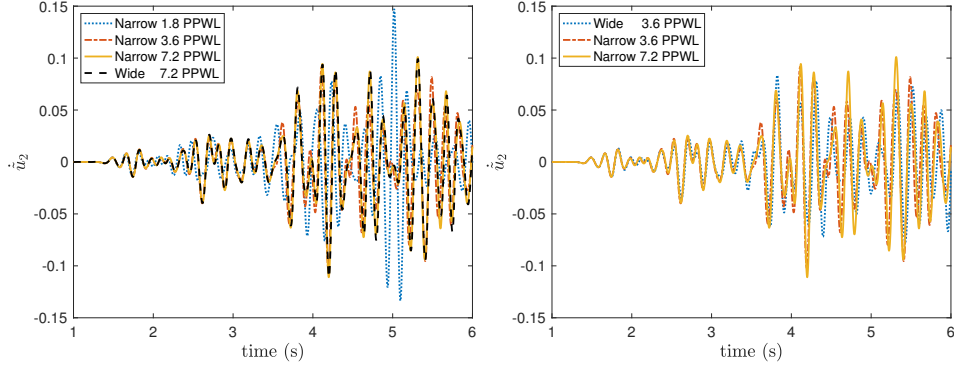 Narrow 1.8 PPWL
Narrow 3.6 PPWL
Narrow 7.2 PPWL
Wide 7.2 PPWL
0.15
0.1
0.05
0
-0.05
-0.1
-0.15
u̇₂
1 2 3 4 5 6
time (s)
Wide 3.6 PPWL
Narrow 3.6 PPWL
Narrow 7.2 PPWL
0.15
0.1
0.05
0
-0.05
-0.1
-0.15
u̇₂
1 2 3 4 5 6
time (s)